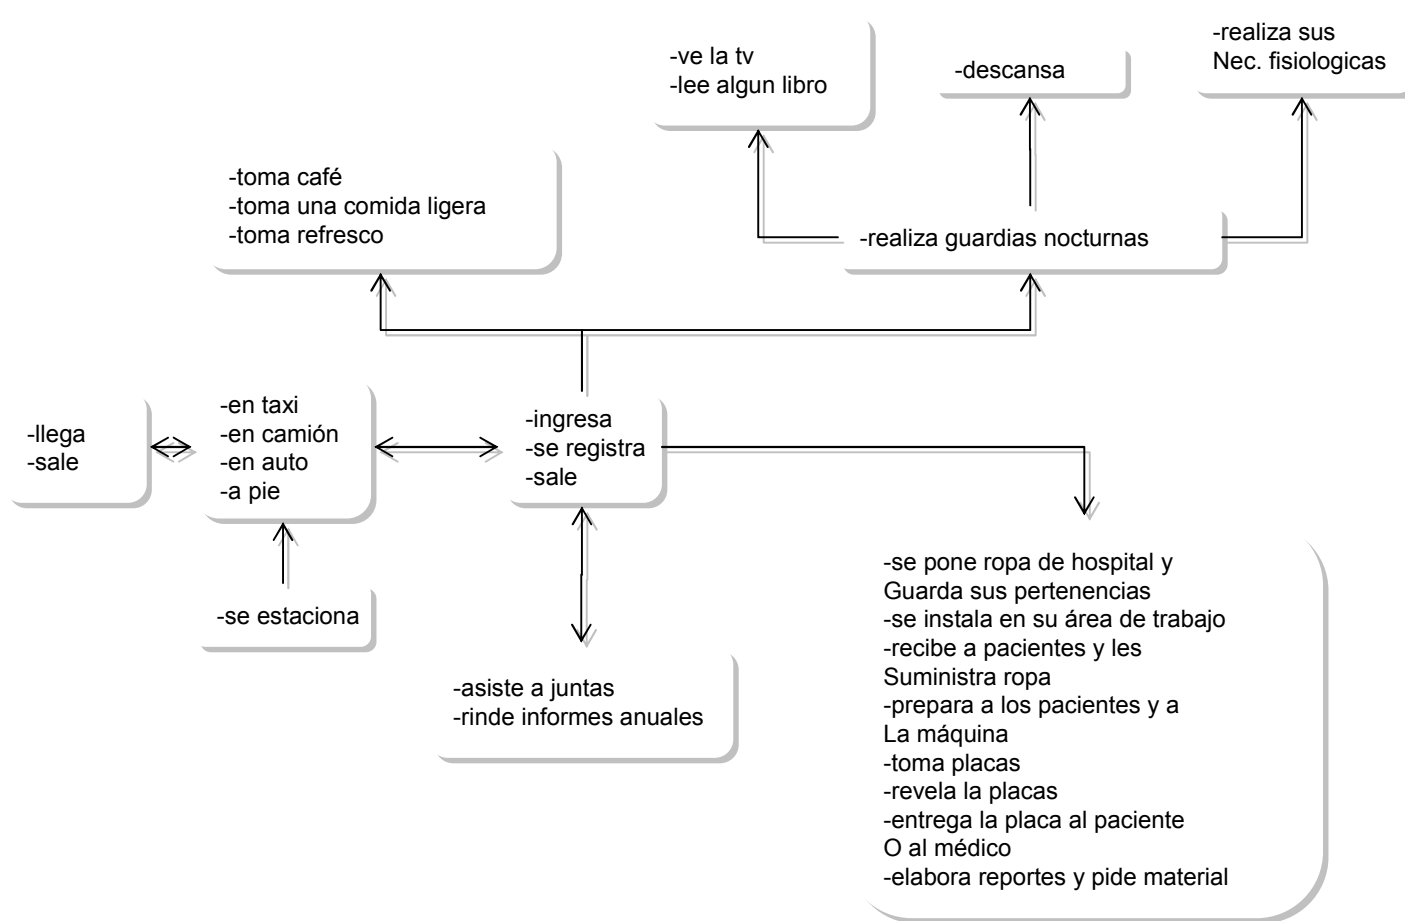 -realiza sus
Nec. fisiologicas
-ve la tv
-lee algun libro
-descansa
-toma café
-toma una comida ligera
-toma refresco
-realiza guardias nocturnas
-llega
-sale
-en taxi
-en camión
-en auto
-a pie
-ingresa
-se registra
-sale
-se estaciona
-asiste a juntas
-rinde informes anuales
-se pone ropa de hospital y
Guarda sus pertenencias
-se instala en su área de trabajo
-recibe a pacientes y les
Suministra ropa
-prepara a los pacientes y a
La máquina
-toma placas
-revela la placas
-entrega la placa al paciente
O al médico
-elabora reportes y pide material